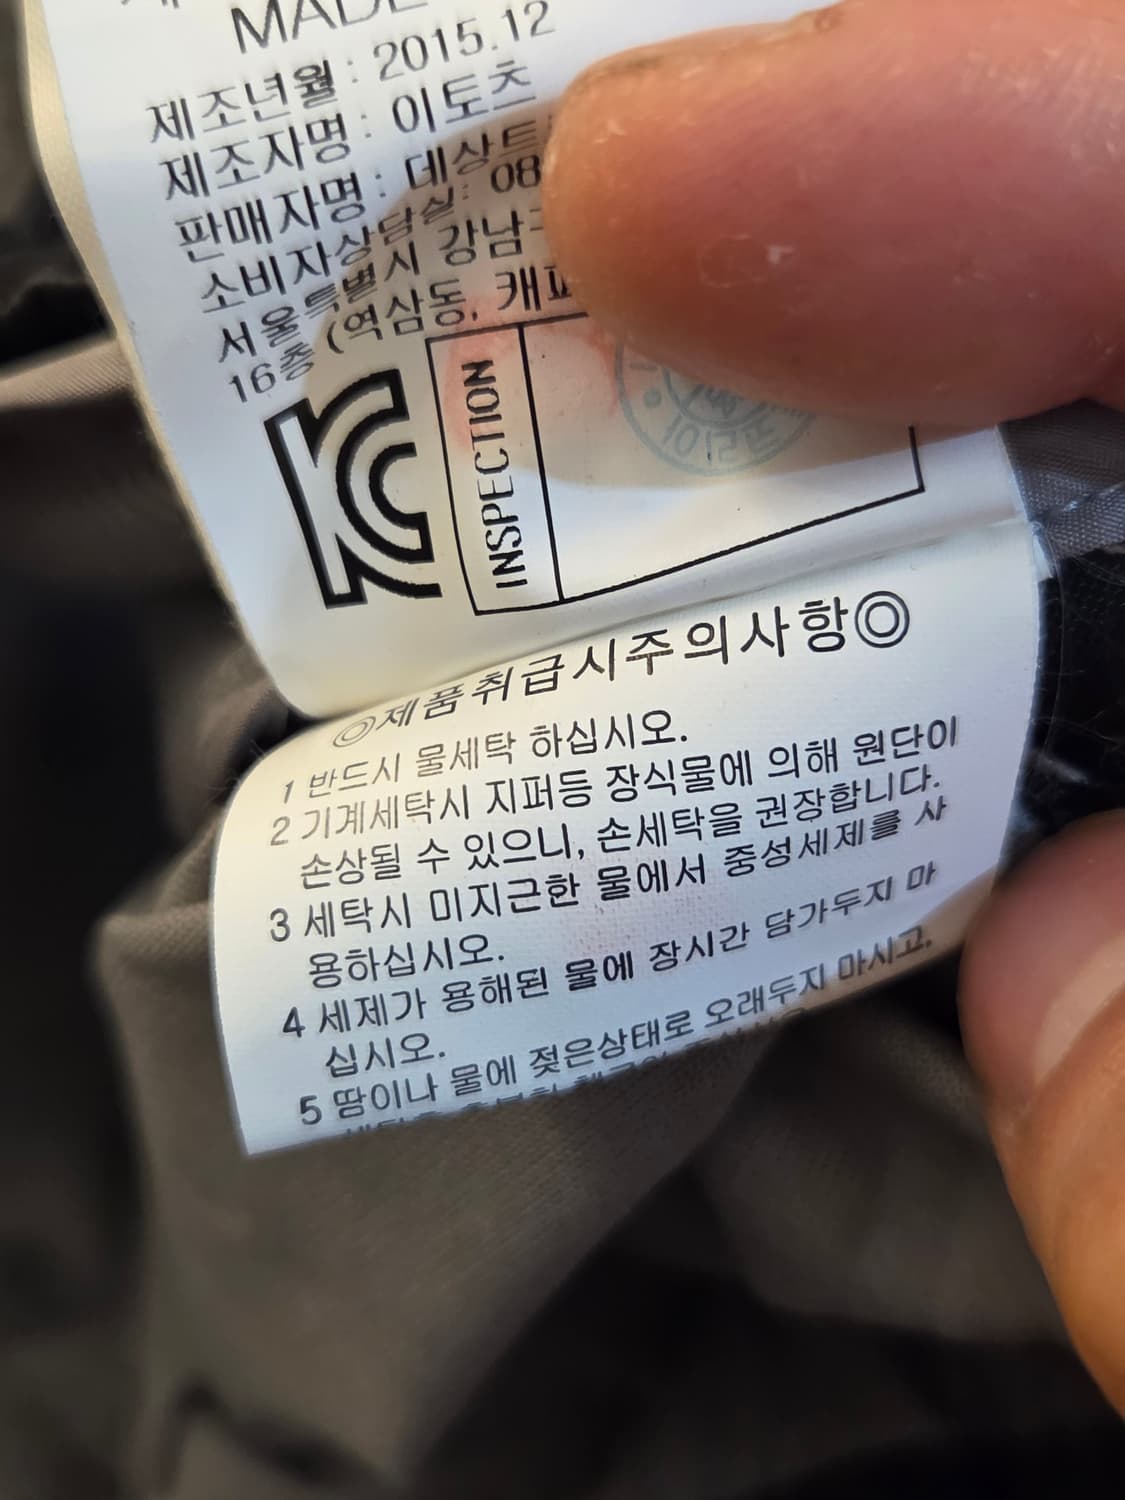 MADE
제조년월 : 2015.12
제조자명 : 이토츠
판매자명 : 데상트
소비자상담실: 08
서울특별시 강남구
16층 (역삼동, 캐피
INSPECTION
코리아
◎제품취급시주의사항◎
1 반드시 물세탁 하십시오.
2 기계세탁시 지퍼등 장식물에 의해 원단이
손상될 수 있으니, 손세탁을 권장합니다.
3 세탁시 미지근한 물에서 중성세제를 사
용하십시오.
4 세제가 용해된 물에 장시간 담가두지 마
십시오.
5 땀이나 물에 젖은상태로 오래두지 마시고,